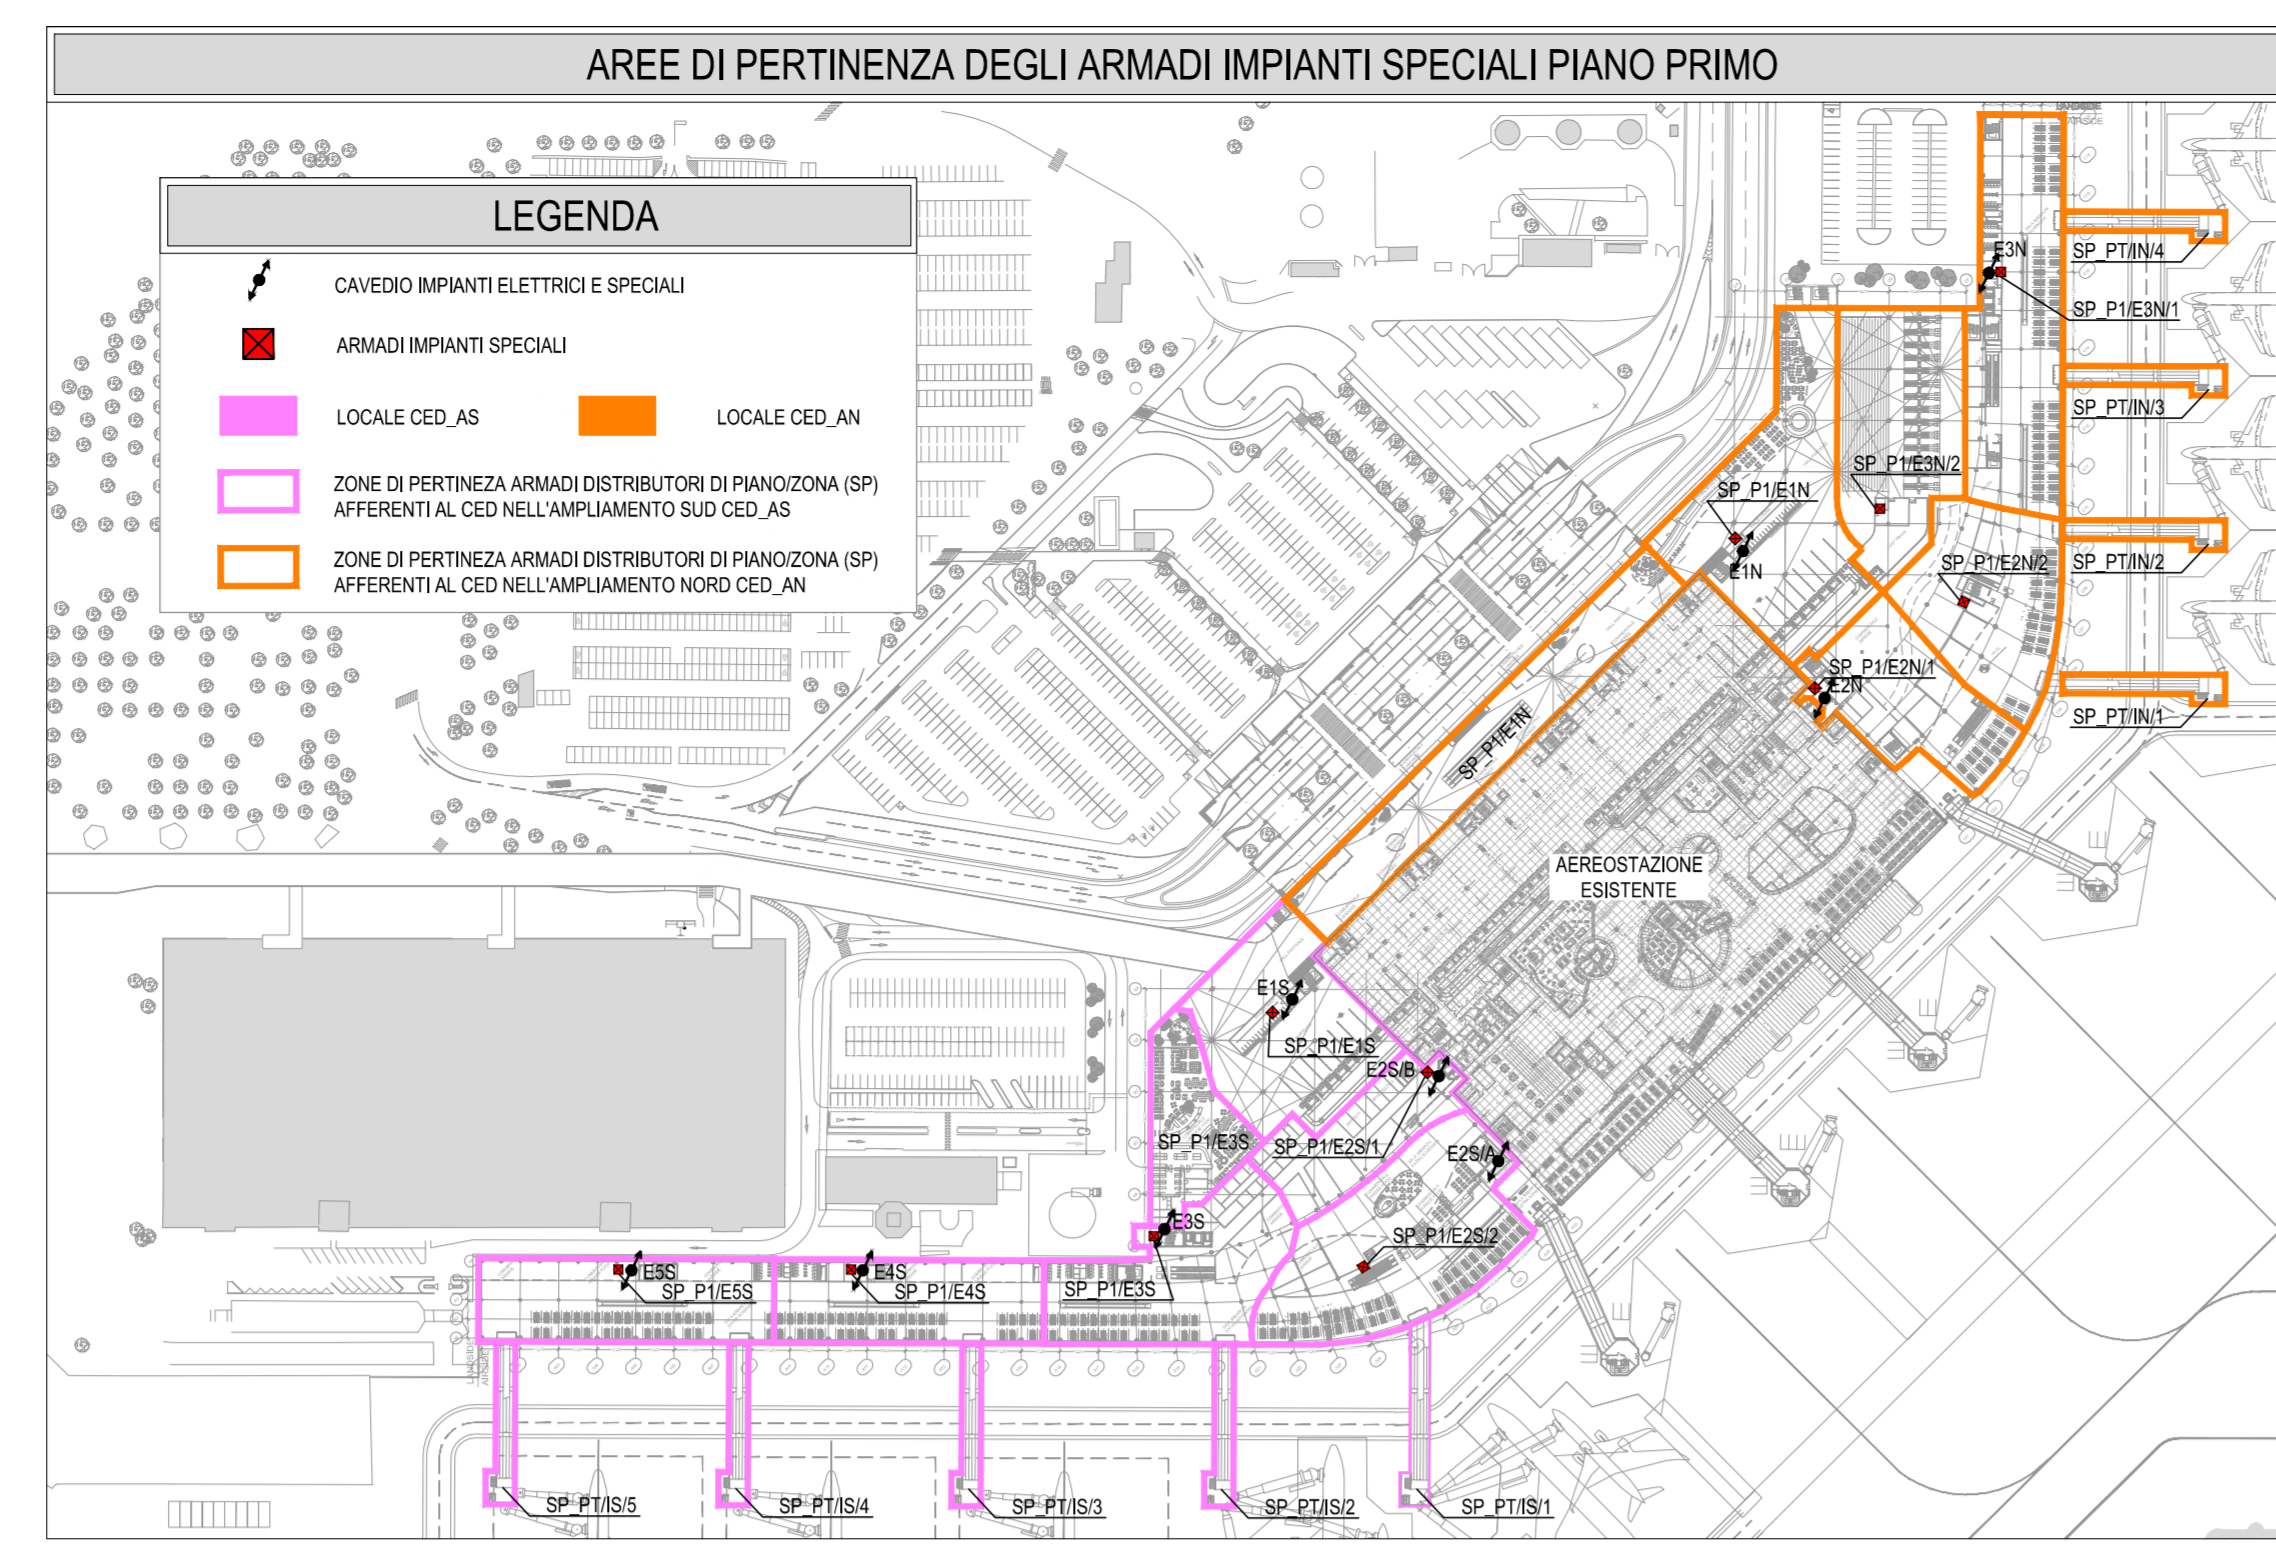 AREE DI PERTINENZA DEGLI ARMADI IMPIANTI SPECIALI PIANO PRIMO
LEGENDA
CAVEDIO IMPIANTI ELETTRICI E SPECIALI
ARMADI IMPIANTI SPECIALI
LOCALE CED_AS
LOCALE CED_AN
ZONE DI PERTINEZA ARMADI DISTRIBUTORI DI PIANO/ZONA (SP)
AFFERENTI AL CED NELL'AMPLIAMENTO SUD CED_AS
ZONE DI PERTINEZA ARMADI DISTRIBUTORI DI PIANO/ZONA (SP)
AFFERENTI AL CED NELL'AMPLIAMENTO NORD CED_AN
LANDSIDE
AIRSIDE
E3N
SP_PT/IN/4
SP_P1/E3N/1
SP_PT/IN/3
SP_P1/E3N/2
SP_P1/E1N
SP_PT/IN/2
SP_P1/E2N/2
E1N
SP_P1/E2N/1
E2N
SP_PT/IN/1
SP_P1/E1N
AEREOSTAZIONE
ESISTENTE
E1S
SP_P1/E1S
E2S/B
SP_P1/E3S
SP_P1/E2S/1
E2S/A
E3S
SP_P1/E2S/2
E5S
SP_P1/E5S
E4S
SP_P1/E4S
SP_P1/E3S
LANDSIDE
AIRSIDE
SP_PT/IS/5
SP_PT/IS/4
SP_PT/IS/3
SP_PT/IS/2
SP_PT/IS/1